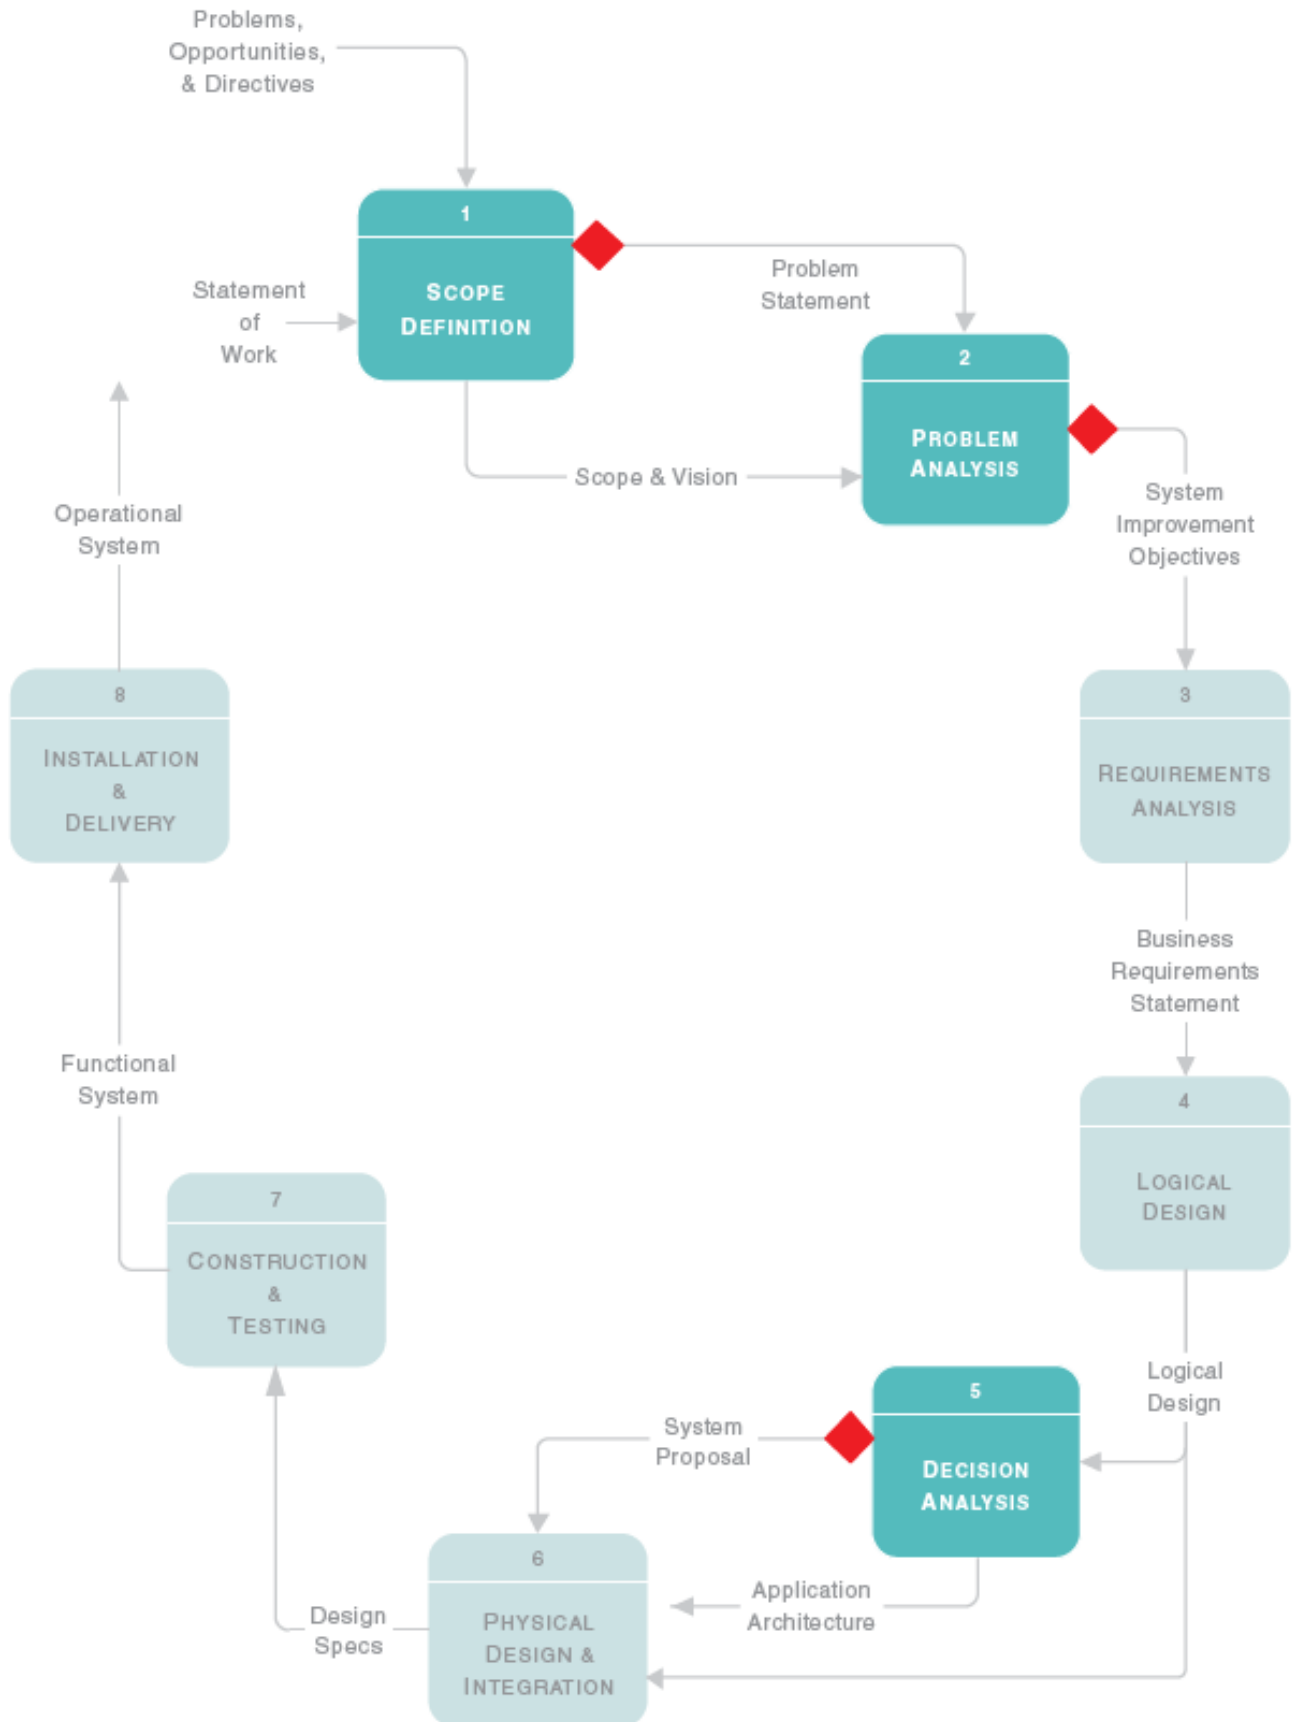 Problems,
Opportunities,
& Directives
1
SCOPE
DEFINITION
Statement
of
Work
Problem
Statement
2
PROBLEM
ANALYSIS
Scope & Vision
System
Improvement
Objectives
3
REQUIREMENTS
ANALYSIS
Business
Requirements
Statement
4
LOGICAL
DESIGN
Logical
Design
5
DECISION
ANALYSIS
System
Proposal
Application
Architecture
6
PHYSICAL
DESIGN &
INTEGRATION
Design
Specs
7
CONSTRUCTION
&
TESTING
Functional
System
8
INSTALLATION
&
DELIVERY
Operational
System